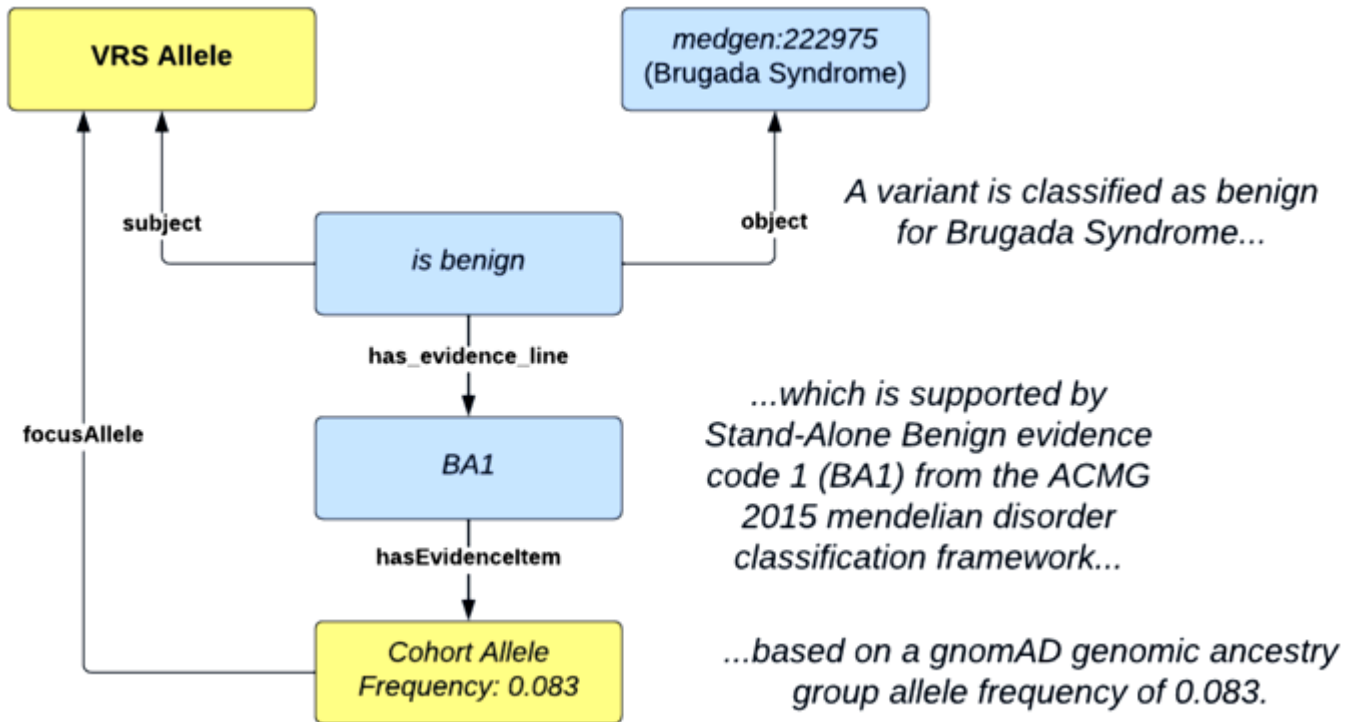 VRS Allele
medgen:222975
(Brugada Syndrome)
subject
object
is benign
A variant is classified as benign
for Brugada Syndrome...
has_evidence_line
focusAllele
BA1
...which is supported by
Stand-Alone Benign evidence
code 1 (BA1) from the ACMG
2015 mendelian disorder
classification framework...
hasEvidenceItem
Cohort Allele
Frequency: 0.083
...based on a gnomAD genomic ancestry
group allele frequency of 0.083.